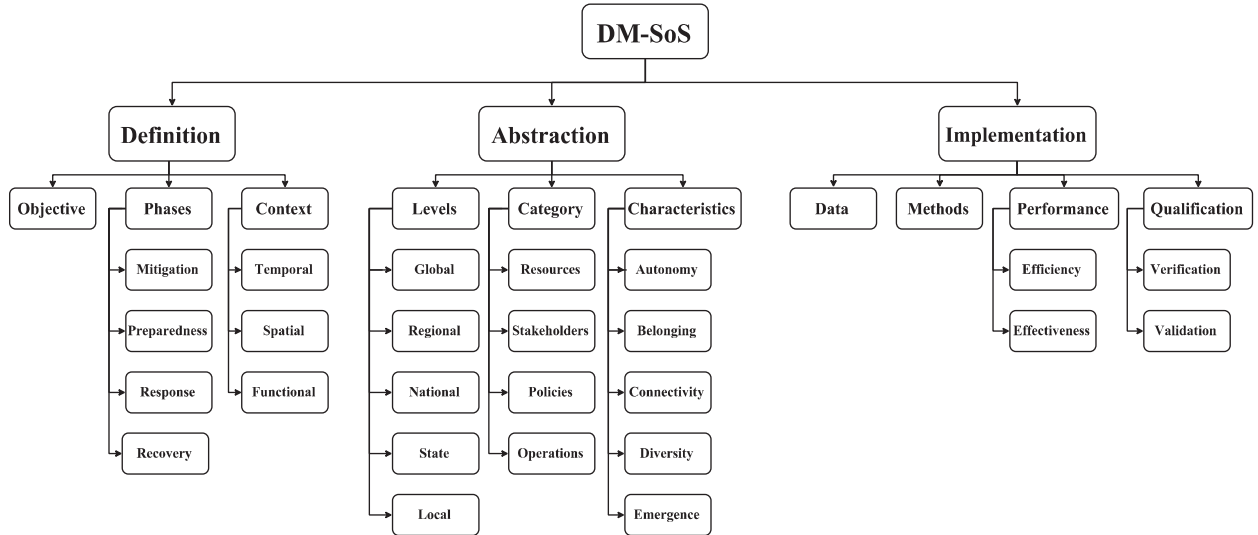 DM-SoS
Definition
Abstraction
Implementation
Objective
Phases
Context
Levels
Category
Characteristics
Data
Methods
Performance
Qualification
Mitigation
Temporal
Global
Resources
Autonomy
Efficiency
Verification
Preparedness
Spatial
Regional
Stakeholders
Belonging
Effectiveness
Validation
Response
Functional
National
Policies
Connectivity
Recovery
State
Operations
Diversity
Local
Emergence